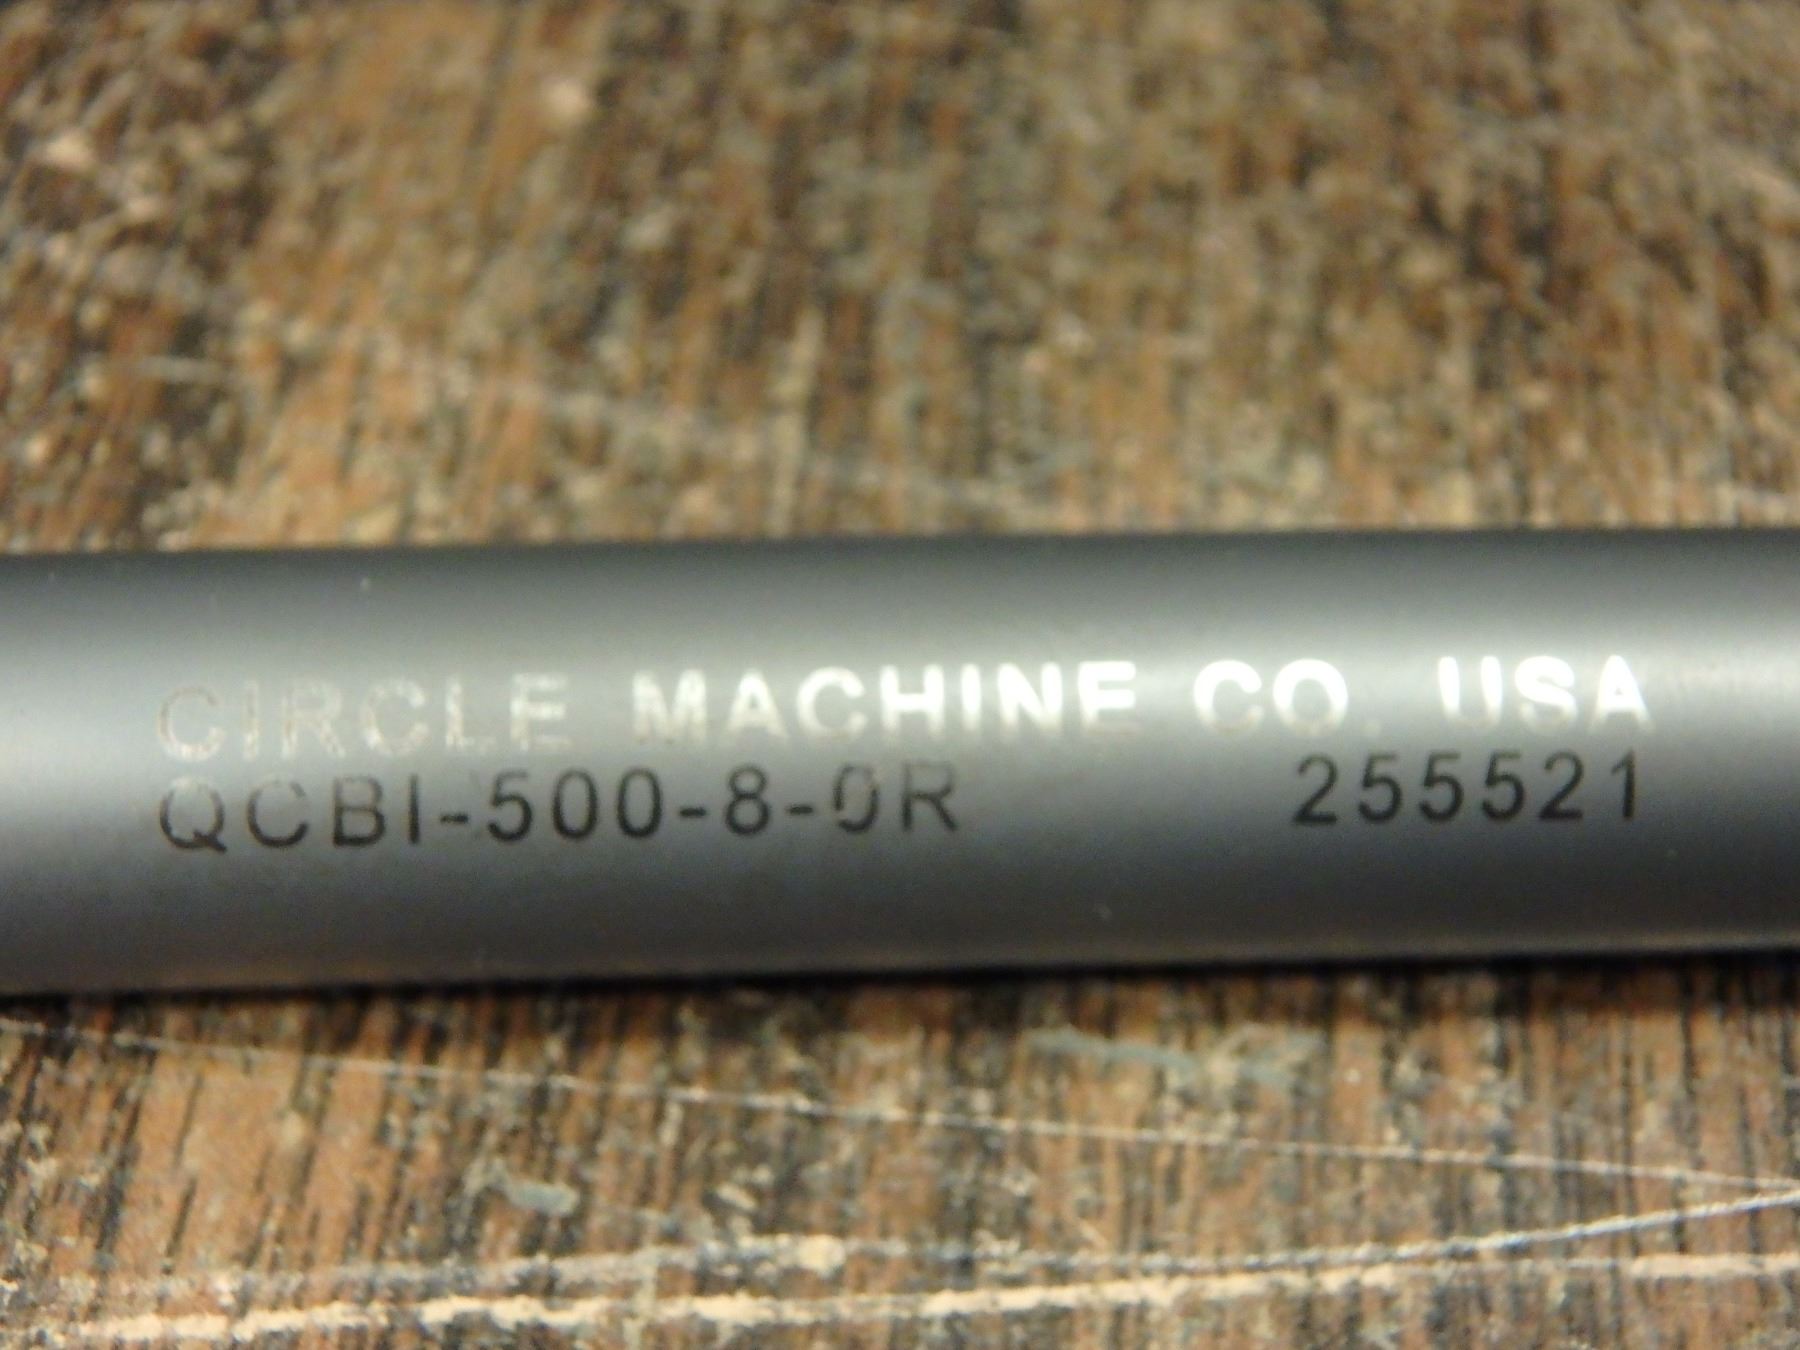 CIRCLE MACHINE CO. USA
QCBI-500-8-0R 255521